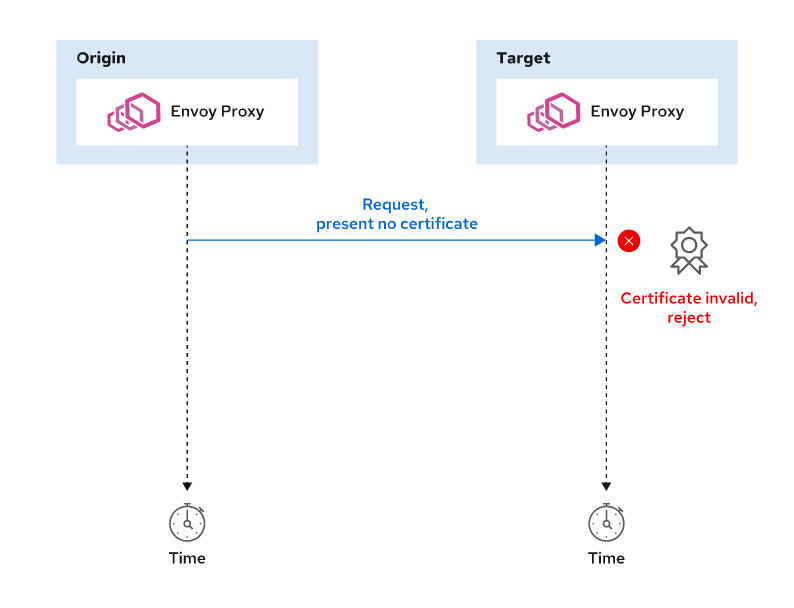 Origin
Target
Envoy Proxy
Envoy Proxy
Request,
present no certificate
Certificate invalid,
reject
Time
Time